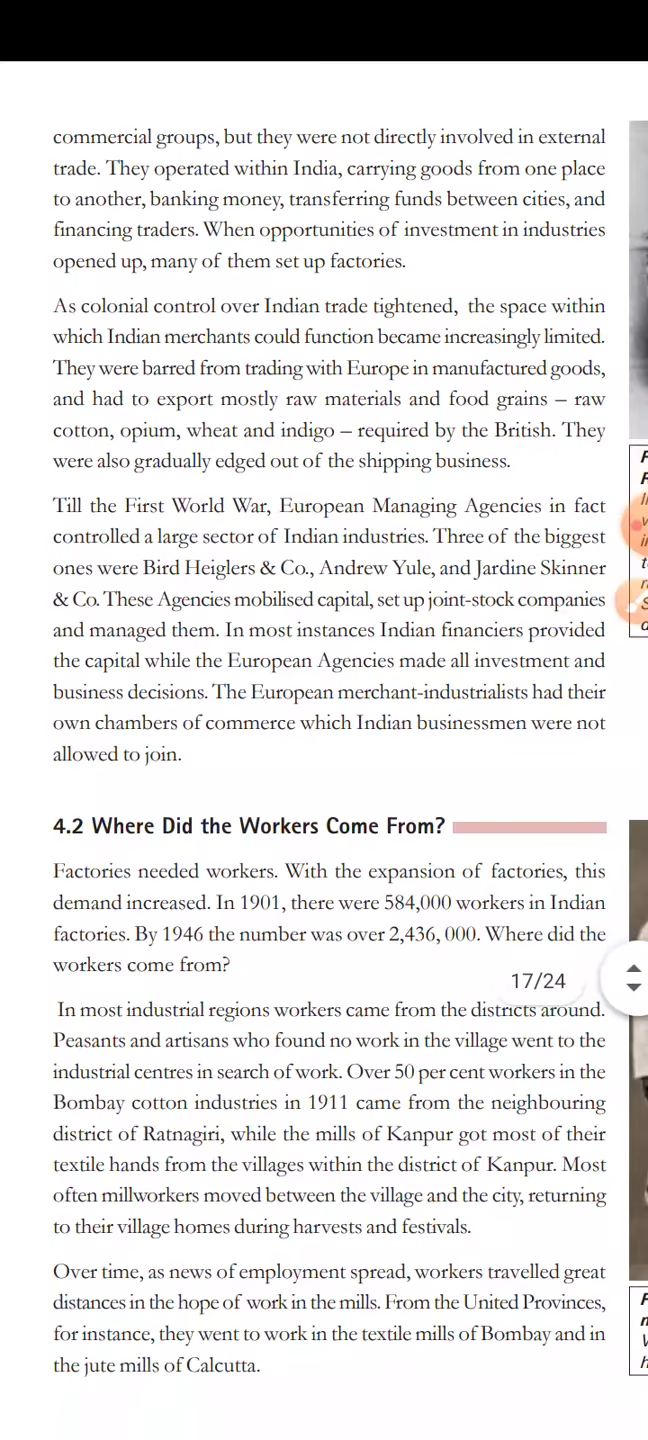 commercial groups, but they were not directly involved in external
trade. They operated within India, carrying goods from one place
to another, banking money, transferring funds between cities, and
financing traders. When opportunities of investment in industries
opened up, many of them set up factories.
As colonial control over Indian trade tightened, the space within
which Indian merchants could function became increasingly limited.
They were barred from trading with Europe in manufactured goods,
and had to export mostly raw materials and food grains – raw
cotton, opium, wheat and indigo – required by the British. They
were also gradually edged out of the shipping business.
Till the First World War, European Managing Agencies in fact
controlled a large sector of Indian industries. Three of the biggest
ones were Bird Heiglers & Co., Andrew Yule, and Jardine Skinner
& Co. These Agencies mobilised capital, set up joint-stock companies
and managed them. In most instances Indian financiers provided
the capital while the European Agencies made all investment and
business decisions. The European merchant-industrialists had their
own chambers of commerce which Indian businessmen were not
allowed to join.
4.2 Where Did the Workers Come From?
Factories needed workers. With the expansion of factories, this
demand increased. In 1901, there were 584,000 workers in Indian
factories. By 1946 the number was over 2,436, 000. Where did the
workers come from?
17/24
In most industrial regions workers came from the districts around.
Peasants and artisans who found no work in the village went to the
industrial centres in search of work. Over 50 per cent workers in the
Bombay cotton industries in 1911 came from the neighbouring
district of Ratnagiri, while the mills of Kanpur got most of their
textile hands from the villages within the district of Kanpur. Most
often millworkers moved between the village and the city, returning
to their village homes during harvests and festivals.
Over time, as news of employment spread, workers travelled great
distances in the hope of work in the mills. From the United Provinces,
for instance, they went to work in the textile mills of Bombay and in
the jute mills of Calcutta.